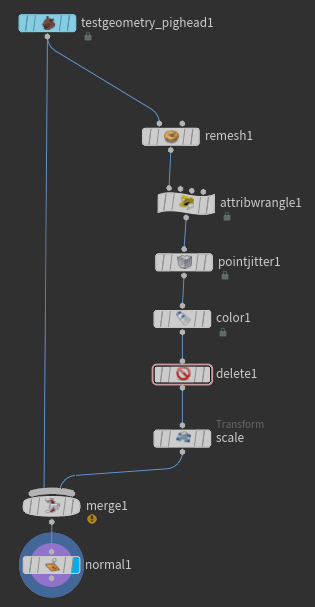 testgeometry_pighead1
remesh1
attribwrangle1
pointjitter1
color1
delete1
Transform
scale
merge1
normal1